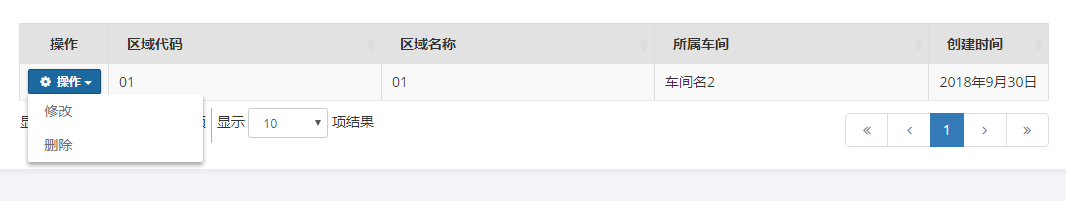 操作 区域代码 区域名称 所属车间 创建时间
操作 01 01 车间名2 2018年9月30日
修改
显示 10 项结果
« ‹ 1 › »
删除